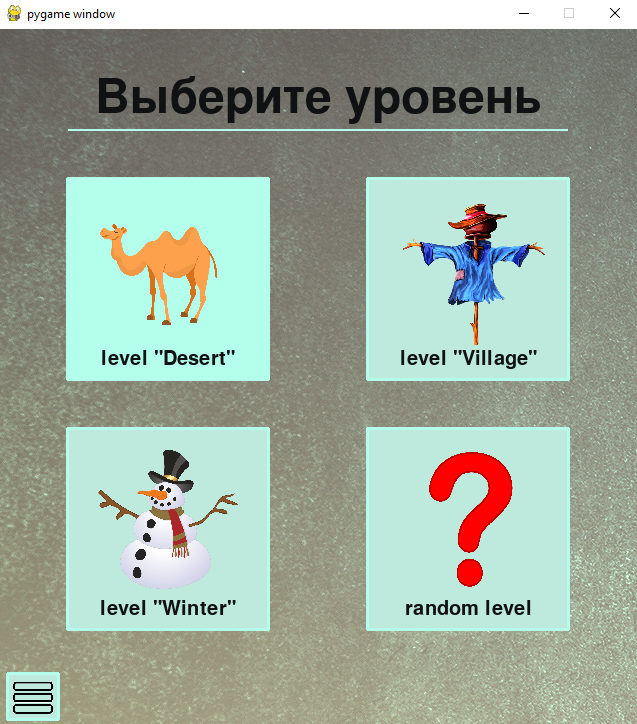 pygame window
Выберите уровень
level "Desert"
level "Village"
level "Winter"
random level